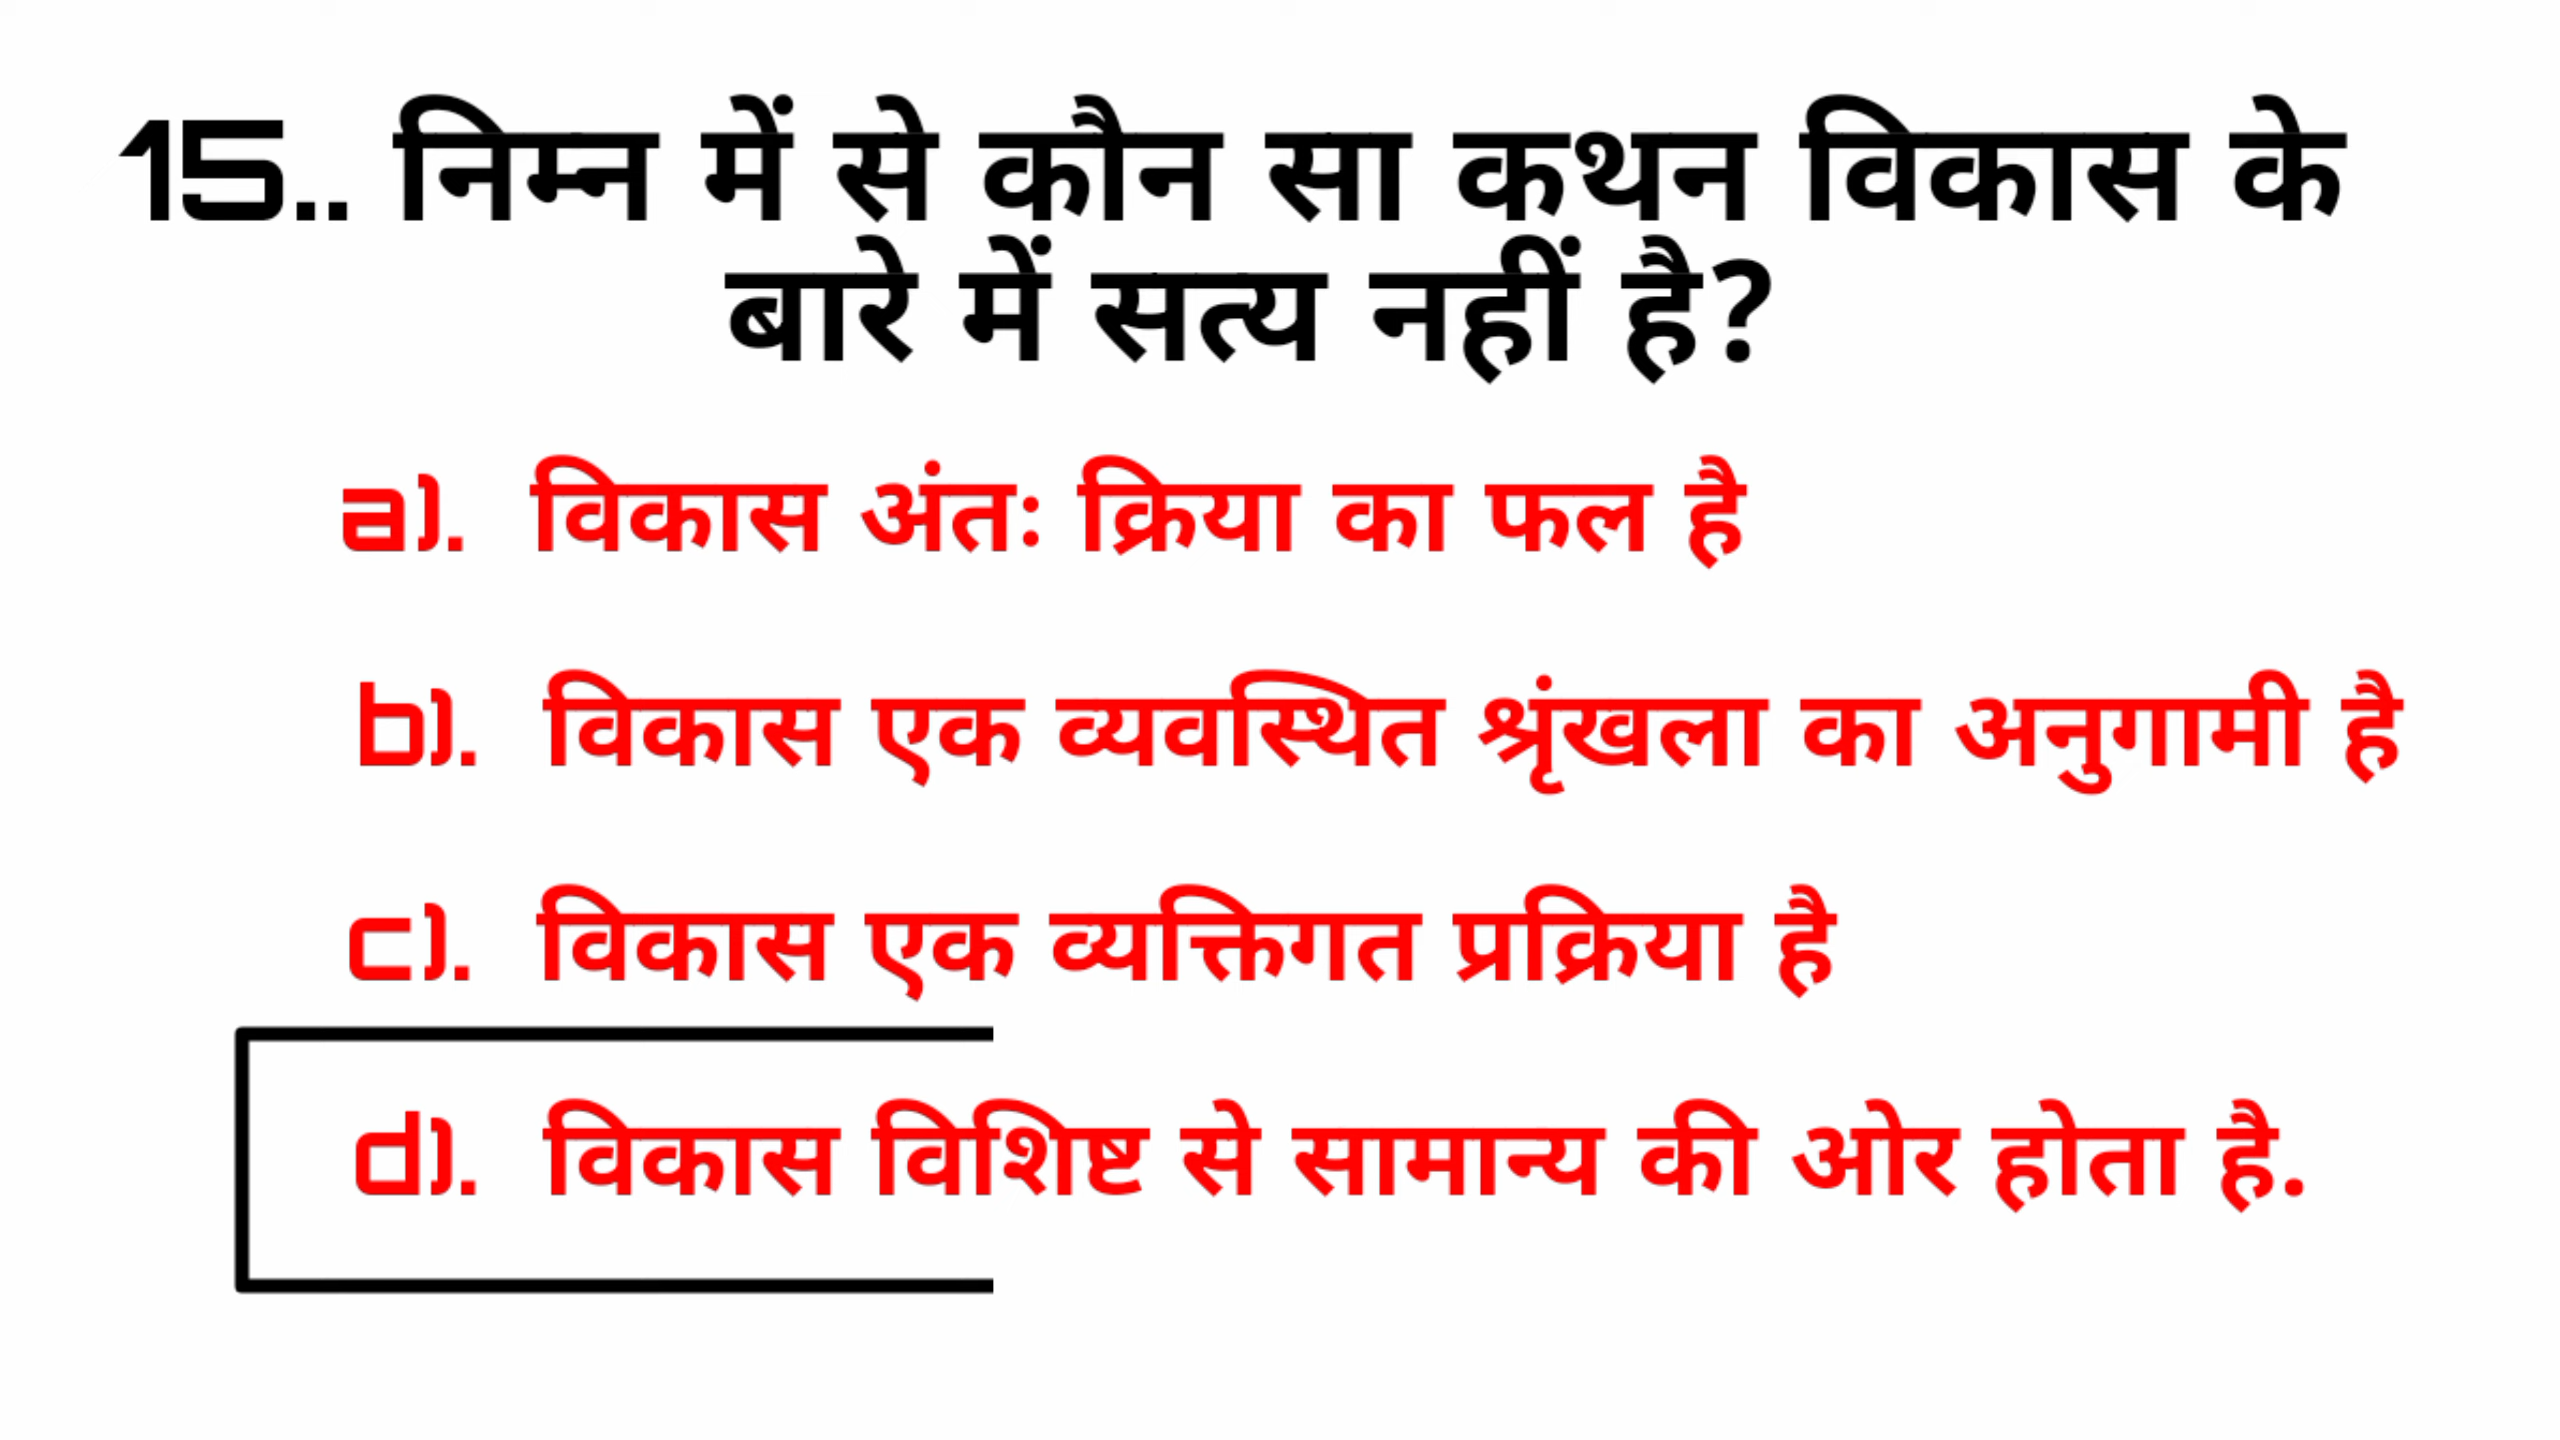 15.. निम्न में से कौन सा कथन विकास के
बारे में सत्य नहीं है?
a). विकास अंतः क्रिया का फल है
b). विकास एक व्यवस्थित श्रृंखला का अनुगामी है
c). विकास एक व्यक्तिगत प्रक्रिया है
d). विकास विशिष्ट से सामान्य की ओर होता है.